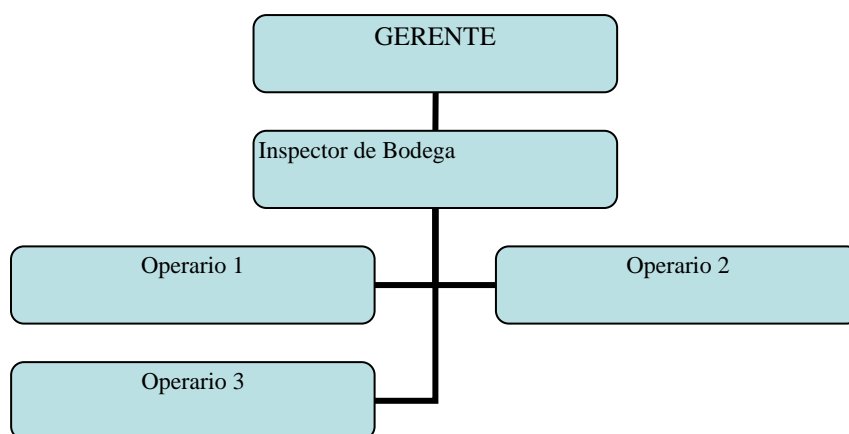 GERENTE
Inspector de Bodega
Operario 1
Operario 2
Operario 3